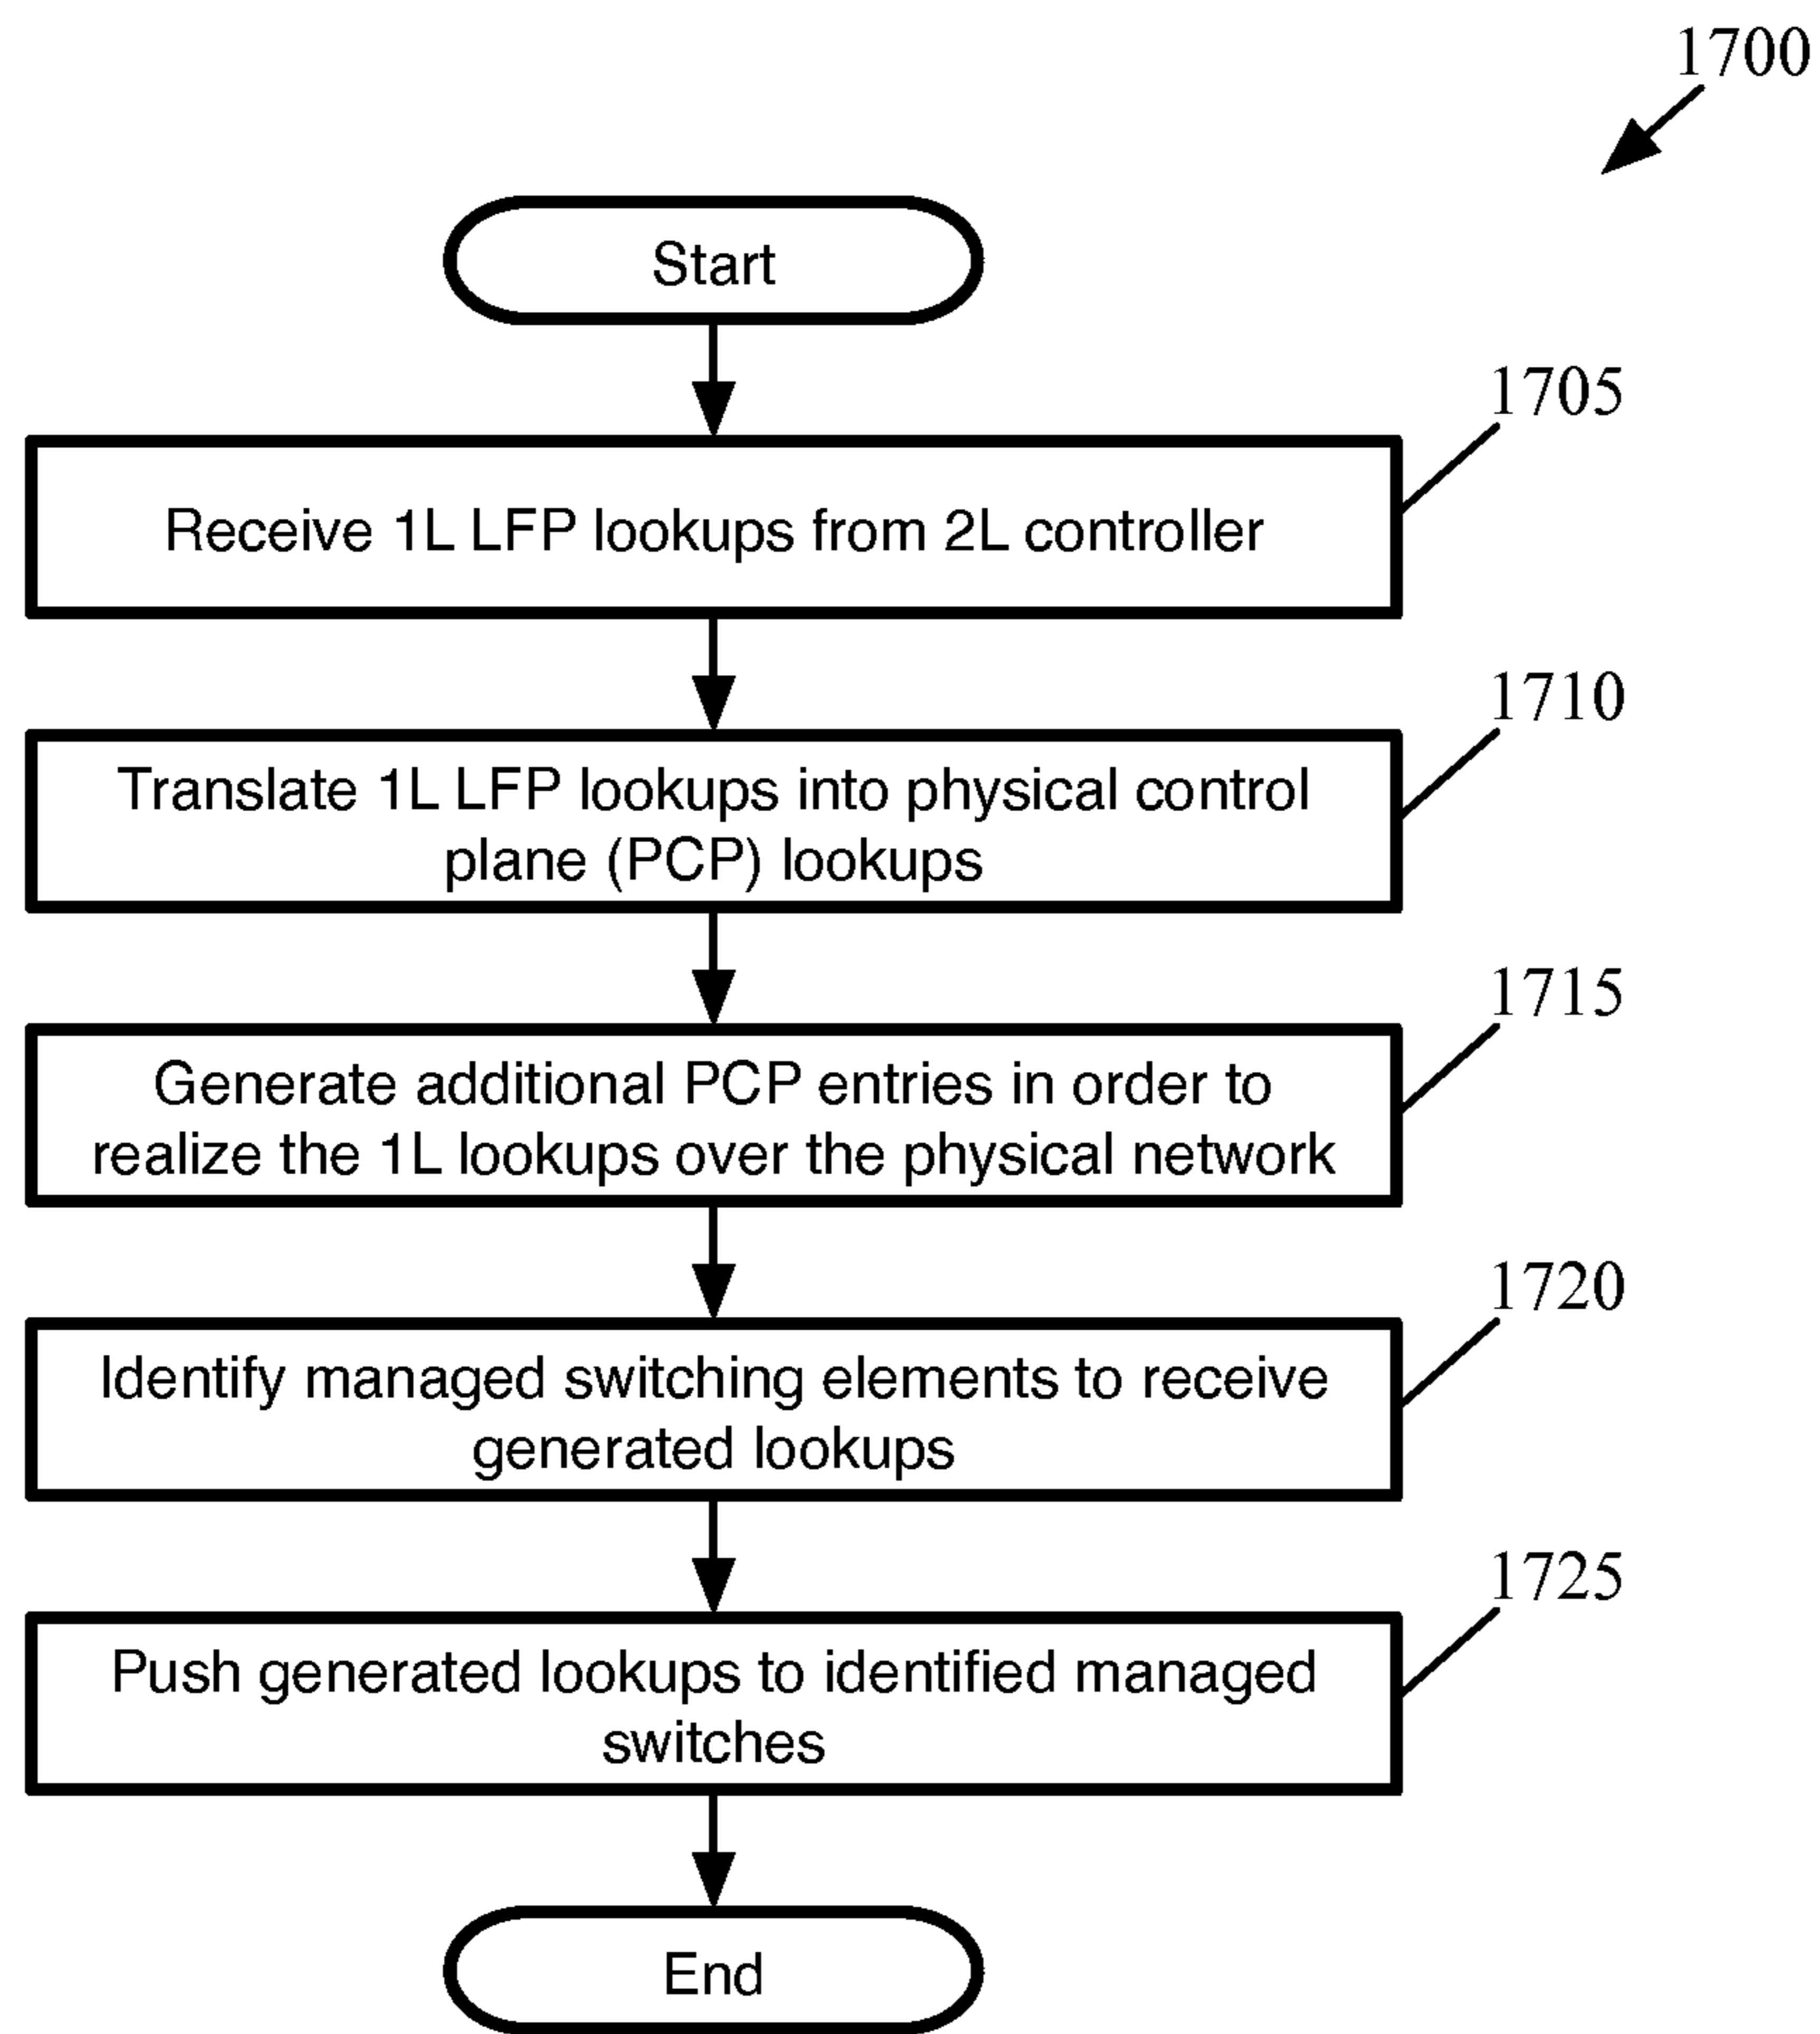 1700
Start
1705
Receive 1L LFP lookups from 2L controller
1710
Translate 1L LFP lookups into physical control
plane (PCP) lookups
1715
Generate additional PCP entries in order to
realize the 1L lookups over the physical network
1720
Identify managed switching elements to receive
generated lookups
1725
Push generated lookups to identified managed
switches
End